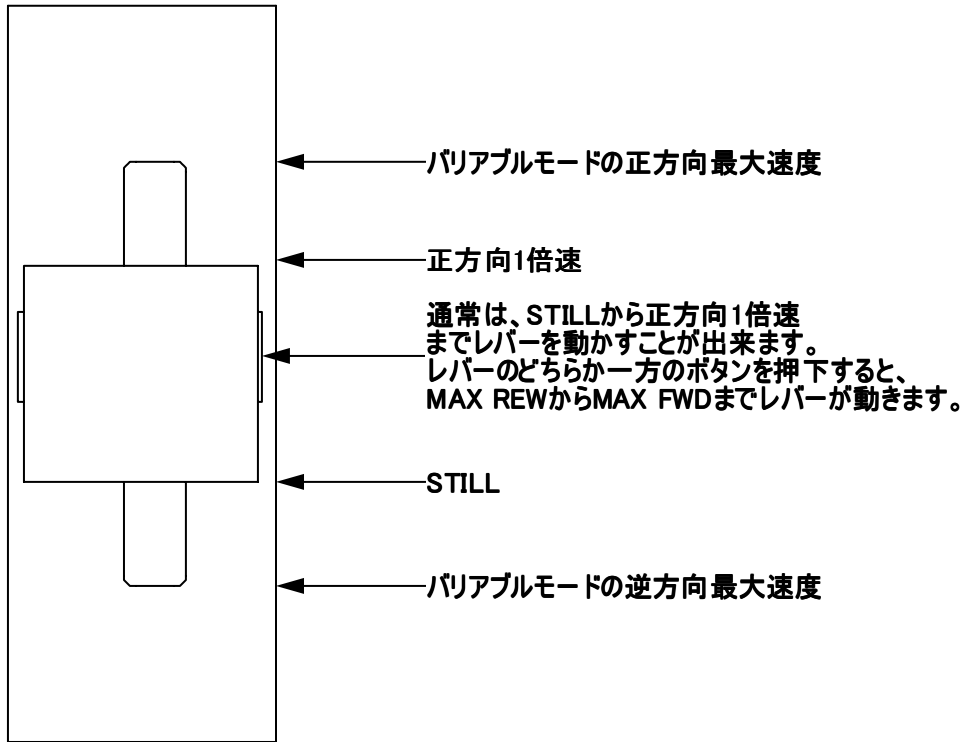 バリアブルモードの正方向最大速度
正方向1倍速
通常は、STILLから正方向1倍速
までレバーを動かすことが出来ます。
レバーのどちらか一方のボタンを押下すると、
MAX REWからMAX FWDまでレバーが動きます。
STILL
バリアブルモードの逆方向最大速度